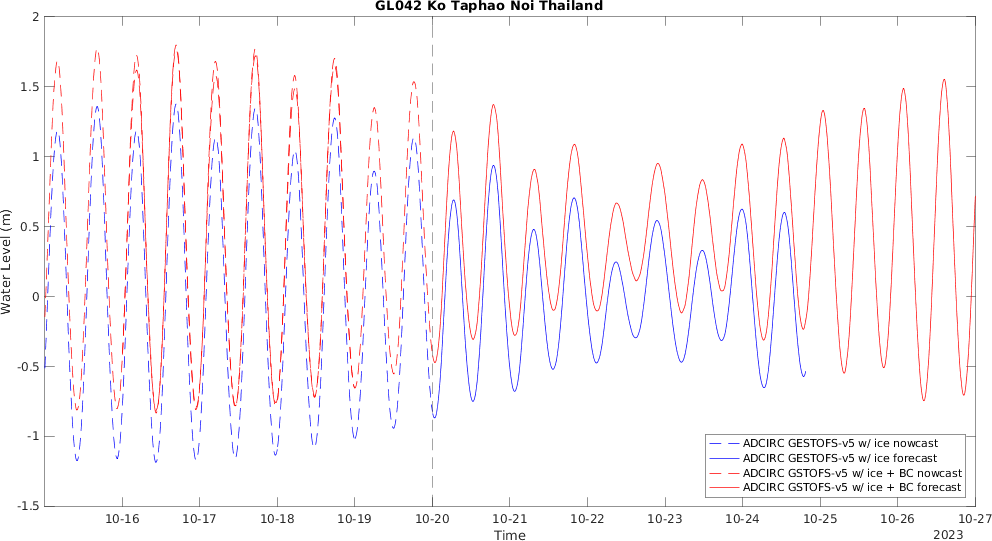 GL042 Ko Taphao Noi Thailand
2
1.5
1
0.5
0
-0.5
-1
-1.5
Water Level (m)
10-16 10-17 10-18 10-19 10-20 10-21 10-22 10-23 10-24 10-25 10-26 10-27
Time
2023
ADCIRC GESTOFS-v5 w/ ice nowcast
ADCIRC GESTOFS-v5 w/ ice forecast
ADCIRC GSTOFS-v5 w/ ice + BC nowcast
ADCIRC GSTOFS-v5 w/ ice + BC forecast